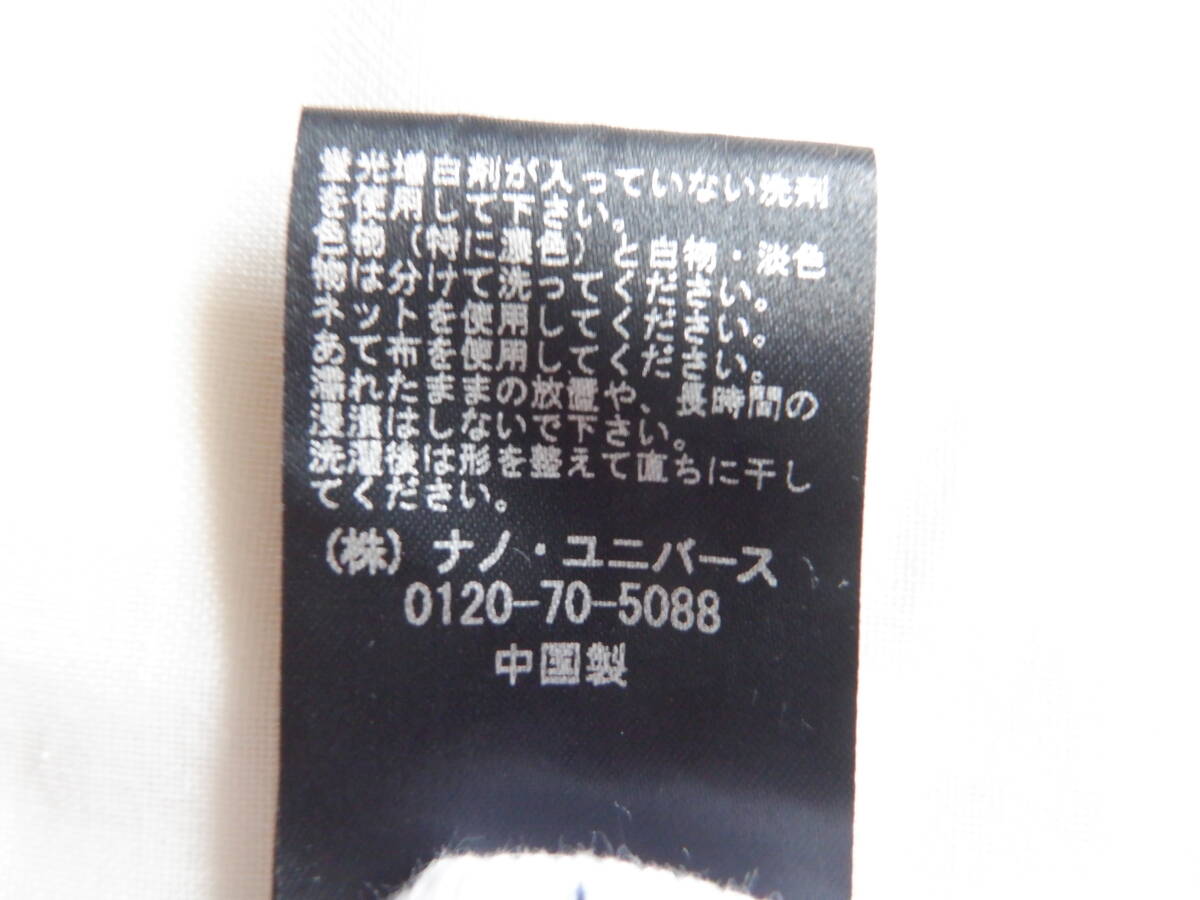 蛍光増白剤が入っていない洗剤
を使用して下さい。
色物（特に濃色）と白物・淡色
物は分けて洗ってください。
ネットを使用してください。
あて布を使用してください。
濡れたままの放置や、長時間の
浸漬はしないで下さい。
洗濯後は形を整えて直ちに干し
てください。
（株）ナノ・ユニバース
0120-70-5088
中国製